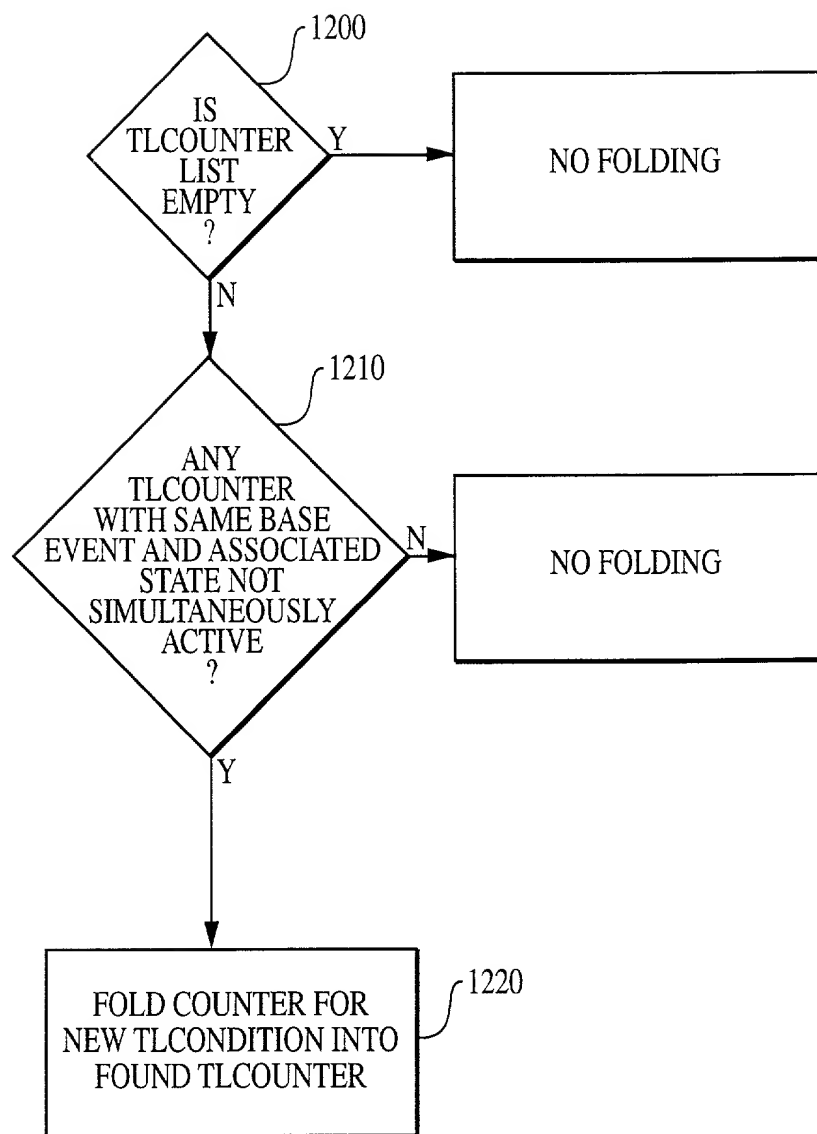 1200
IS
TLCOUNTER
LIST
EMPTY
?
Y
NO FOLDING
N
1210
ANY
TLCOUNTER
WITH SAME BASE
EVENT AND ASSOCIATED
STATE NOT
SIMULTANEOUSLY
ACTIVE
?
N
NO FOLDING
Y
1220
FOLD COUNTER FOR
NEW TLCONDITION INTO
FOUND TLCOUNTER